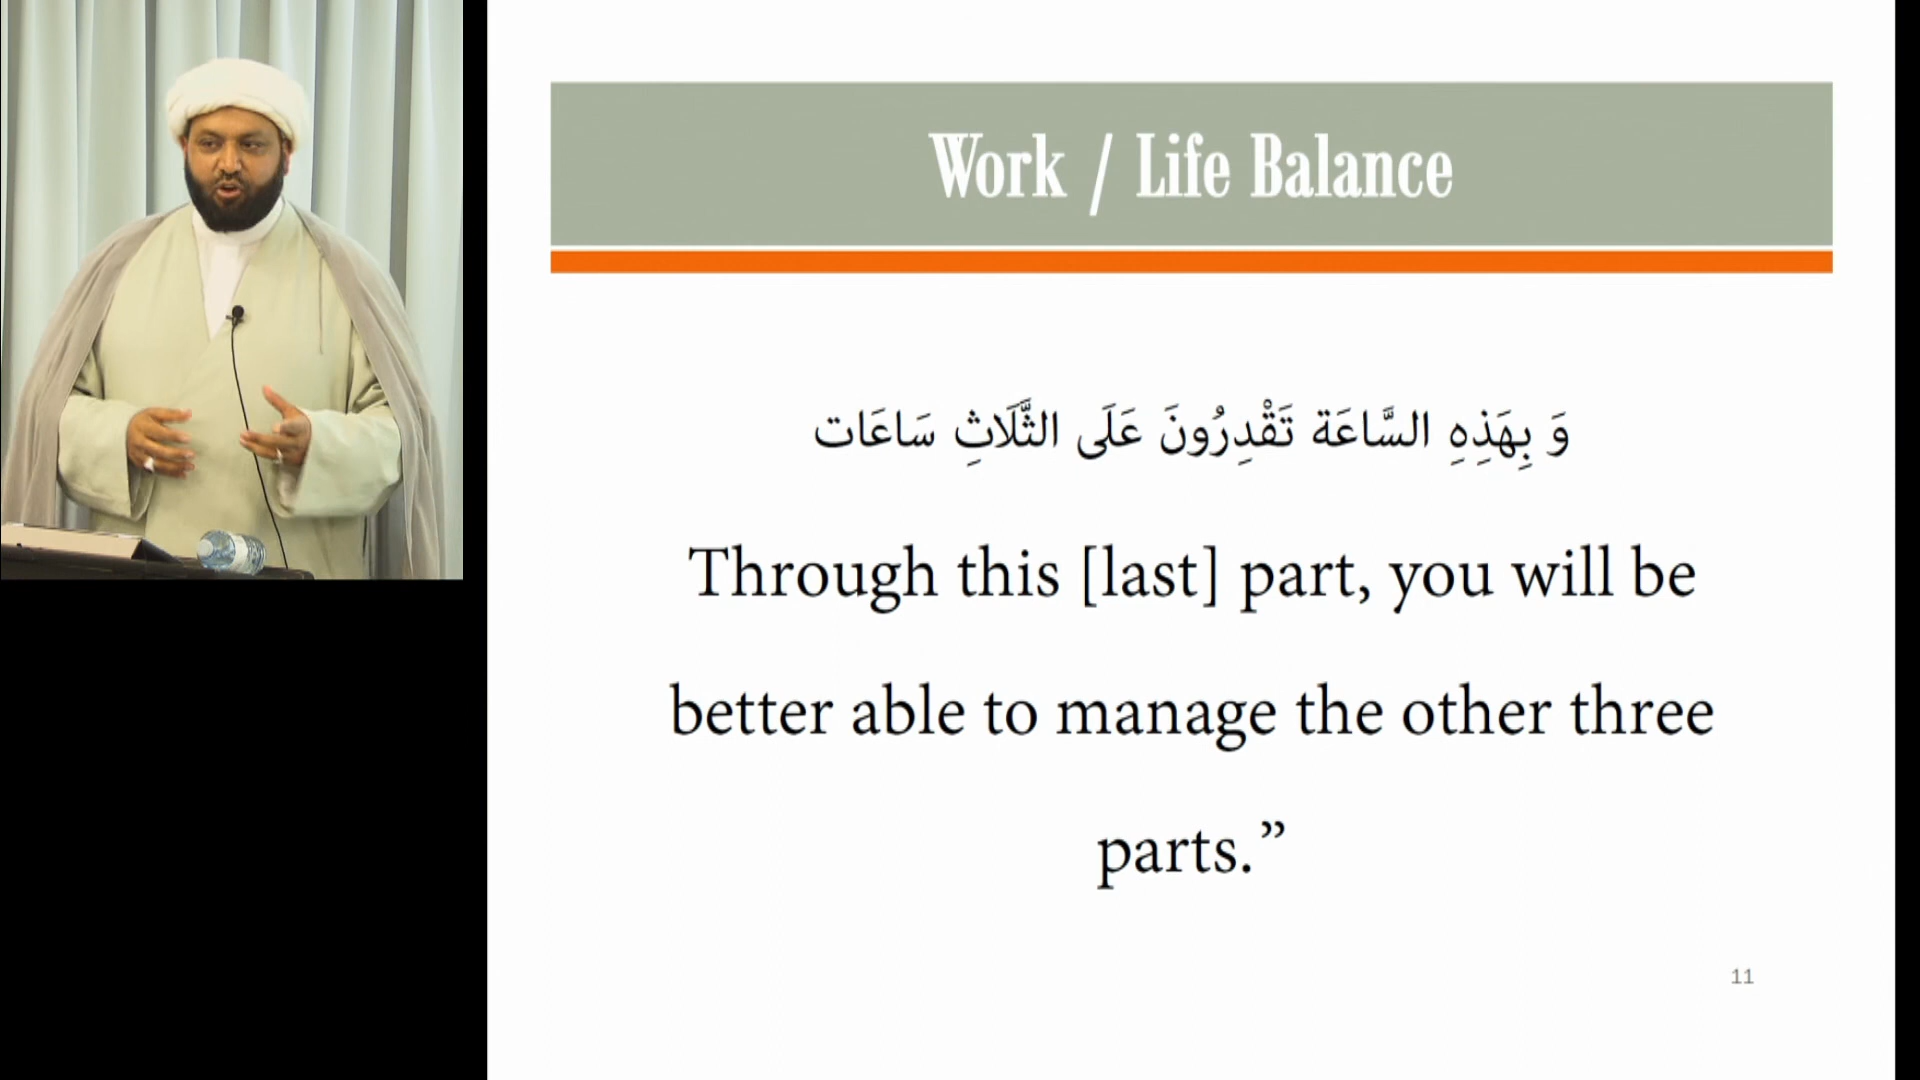 Work / Life Balance
وَ بِهَذِهِ السَّاعَة تَقْدِرُونَ عَلَى الثَّلَاثِ سَاعَات
Through this [last] part, you will be
better able to manage the other three
parts.”
11